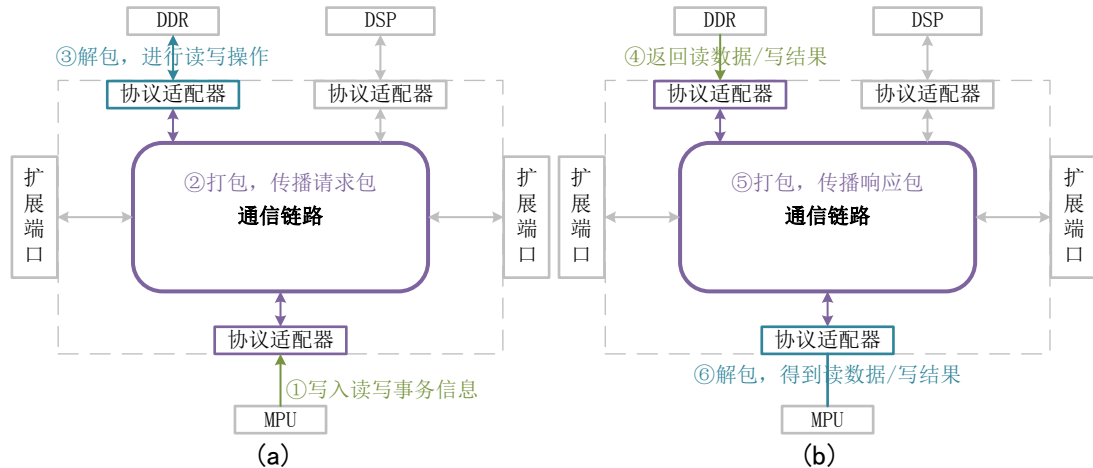 DDR
DSP
③解包，进行读写操作
协议适配器
协议适配器
扩展端口
②打包，传播请求包
通信链路
扩展端口
协议适配器
①写入读写事务信息
MPU
(a)
DDR
DSP
④返回读数据/写结果
协议适配器
协议适配器
扩展端口
⑤打包，传播响应包
通信链路
扩展端口
协议适配器
⑥解包，得到读数据/写结果
MPU
(b)